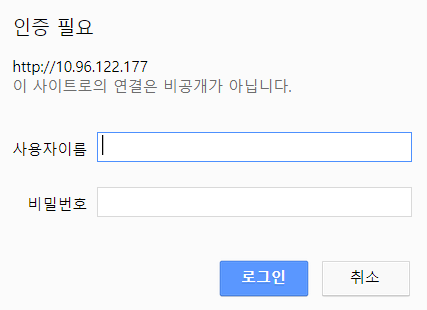 인증 필요
http://10.96.122.177
이 사이트로의 연결은 비공개가 아닙니다.
사용자이름
비밀번호
로그인 취소